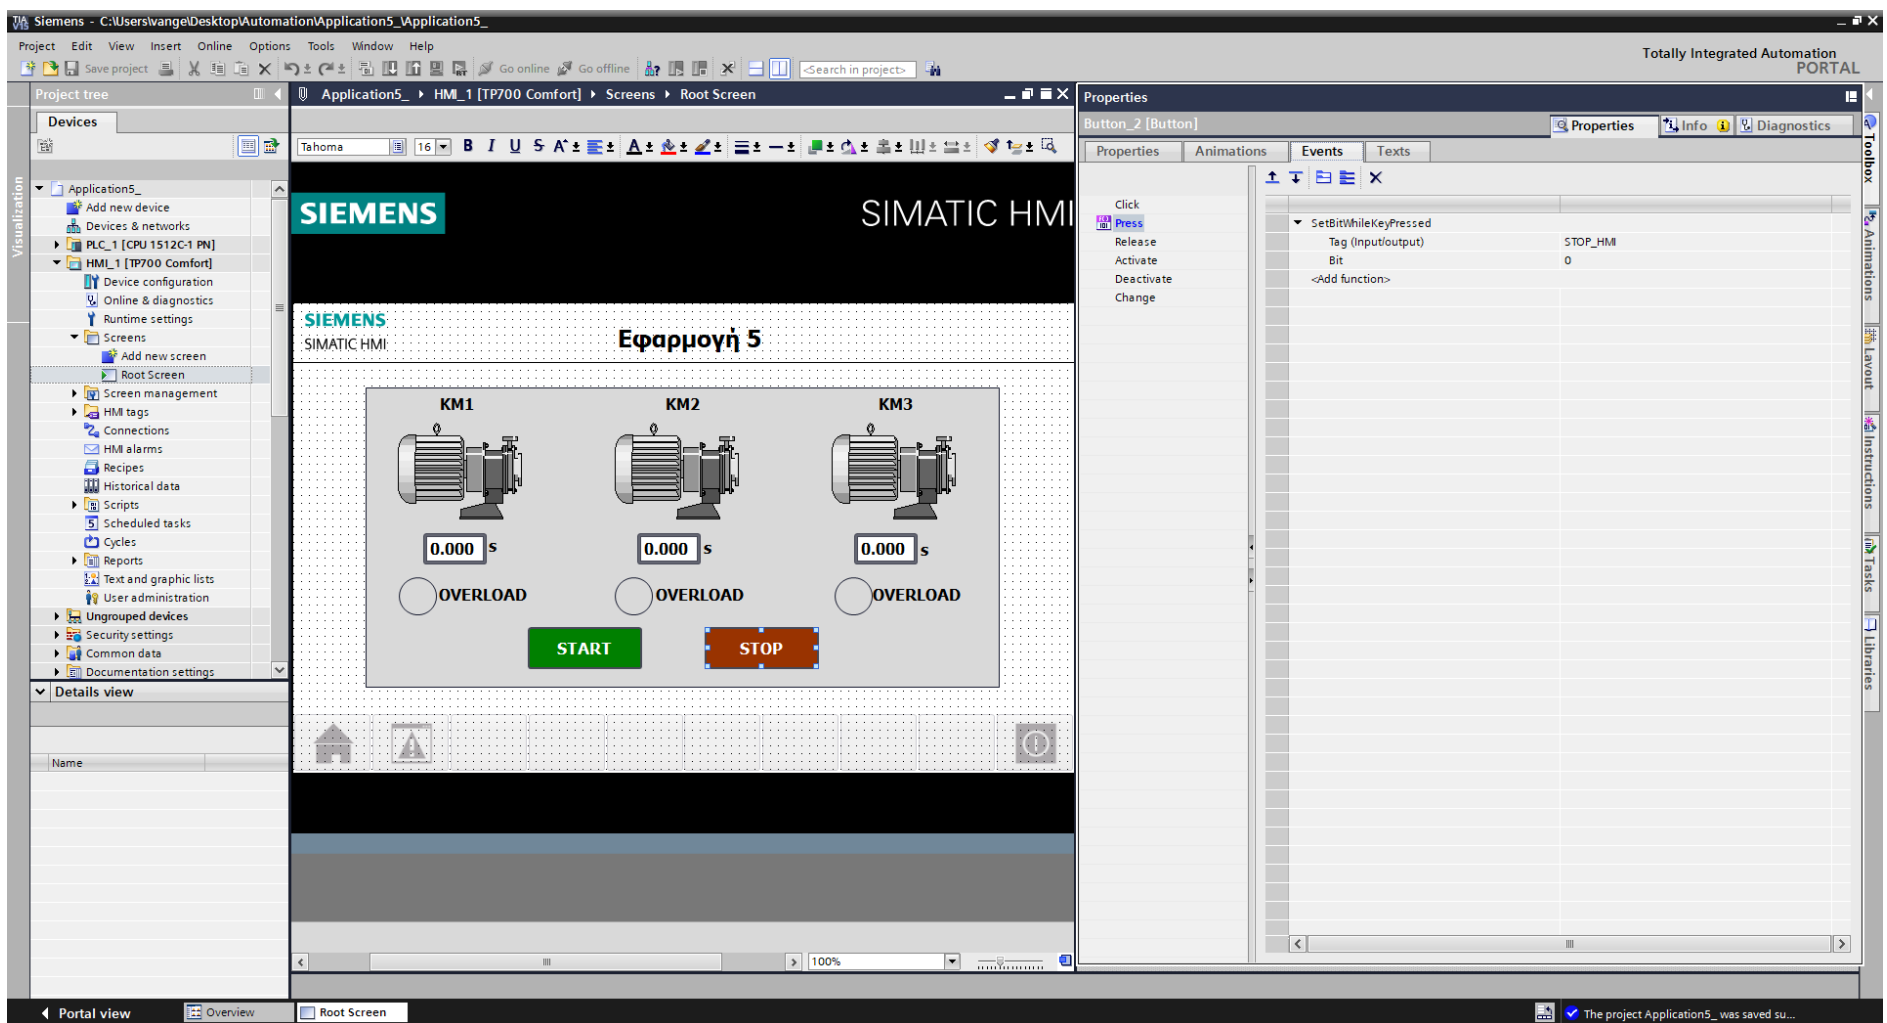 Siemens - C:\Users\vange\Desktop\Automation\Application5_\Application5_
Project Edit View Insert Online Options Tools Window Help
Totally Integrated Automation
PORTAL
Save project
Go online
Go offline
<Search in project>
Project tree
Application5_ HMI_1 [TP700 Comfort] Screens Root Screen
Properties
Devices
Button_2 [Button]
Properties Info Diagnostics
Tahoma 16 B I U S A
Properties Animations Events Texts
Visualization
Application5_
Add new device
Devices & networks
PLC_1 [CPU 1512C-1 PN]
HMI_1 [TP700 Comfort]
Device configuration
Online & diagnostics
Runtime settings
Screens
Add new screen
Root Screen
Screen management
HMI tags
Connections
HMI alarms
Recipes
Historical data
Scripts
Scheduled tasks
Cycles
Reports
Text and graphic lists
User administration
Ungrouped devices
Security settings
Common data
Documentation settings
Details view
Name
SIEMENS
SIMATIC HMI
SIEMENS
SIMATIC HMI
Εφαρμογή 5
KM1 KM2 KM3
0.000 s 0.000 s 0.000 s
OVERLOAD OVERLOAD OVERLOAD
START STOP
100%
Click
Press
Release
Activate
Deactivate
Change
SetBitWhileKeyPressed
Tag (Input/output) STOP_HMI
Bit 0
<Add function>
Toolbox
Animations
Layout
Instructions
Tasks
Libraries
Portal view
Overview
Root Screen
The project Application5_ was saved su...